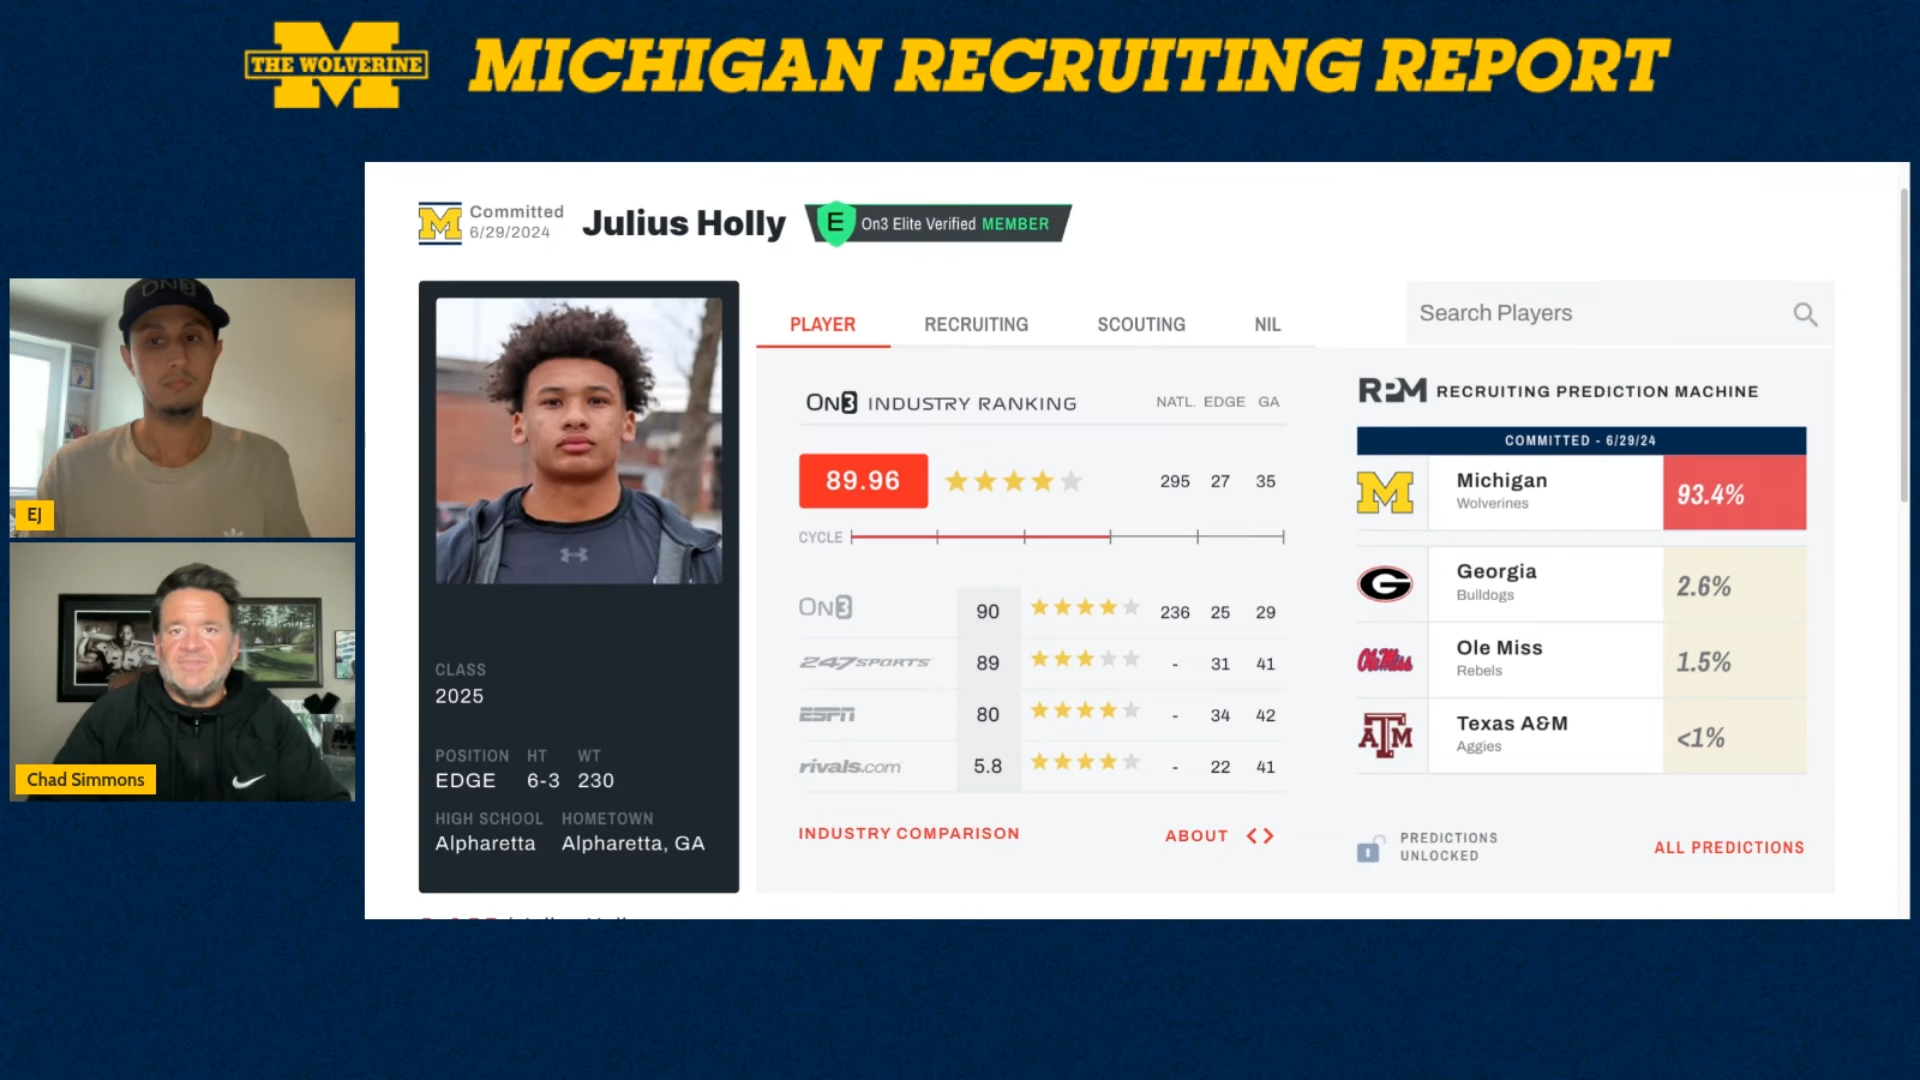 THE WOLVERINE
MICHIGAN RECRUITING REPORT
Committed
6/29/2024
Julius Holly
E On3 Elite Verified MEMBER
ON3
EJ
Chad Simmons
CLASS
2025
POSITION HT WT
EDGE 6-3 230
HIGH SCHOOL HOMETOWN
Alpharetta Alpharetta, GA
PLAYER RECRUITING SCOUTING NIL
Search Players
ON3 INDUSTRY RANKING NATL. EDGE GA
89.96 295 27 35
CYCLE
ON3 90 236 25 29
247SPORTS 89 - 31 41
ESPN 80 - 34 42
rivals.com 5.8 - 22 41
INDUSTRY COMPARISON ABOUT
RPM RECRUITING PREDICTION MACHINE
COMMITTED - 6/29/24
Michigan
Wolverines
93.4%
G Georgia
Bulldogs
2.6%
Ole Miss Ole Miss
Rebels
1.5%
ATM Texas A&M
Aggies
<1%
PREDICTIONS
UNLOCKED
ALL PREDICTIONS